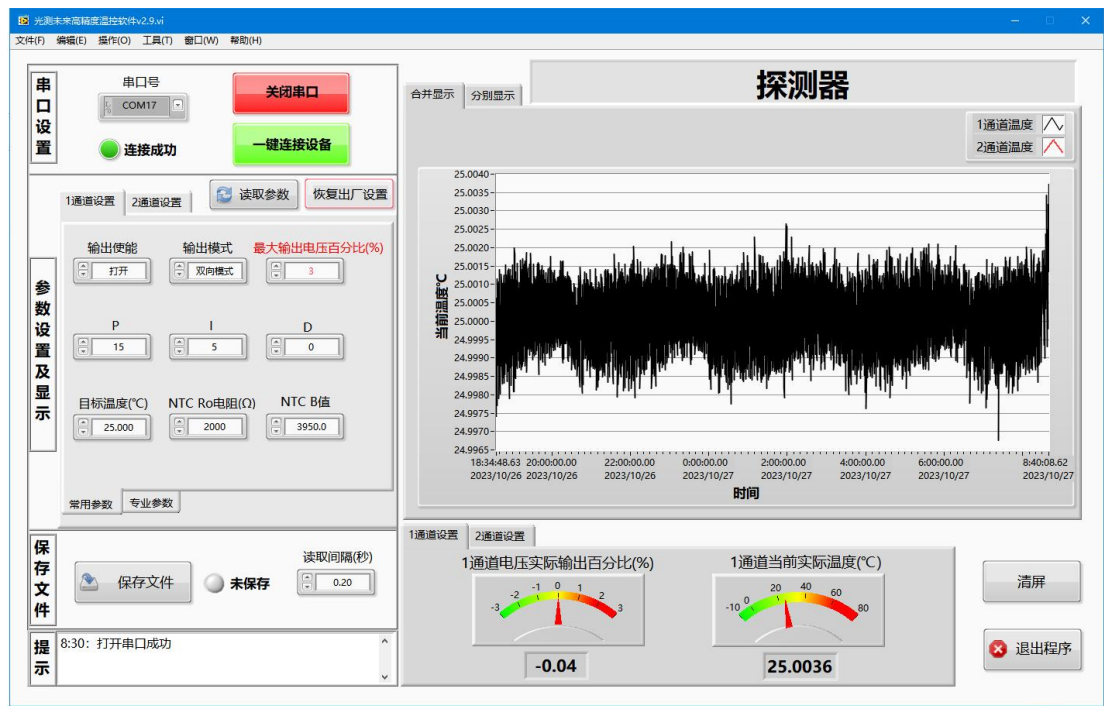 光测未来高精度温控软件v2.9.vi
文件(F) 编辑(E) 操作(O) 工具(T) 窗口(W) 帮助(H)
串口设置
串口号
COM17
关闭串口
连接成功
一键连接设备
参数设置及显示
1通道设置 2通道设置 读取参数 恢复出厂设置
输出使能 输出模式 最大输出电压百分比(%)
打开 双向模式 3
P I D
15 5 0
目标温度(℃) NTC Ro电阻(Ω) NTC B值
25.000 2000 3950.0
常用参数 专业参数
保存文件
保存文件 未保存
读取间隔(秒)
0.20
提示
8:30：打开串口成功
探测器
合并显示 分别显示
1通道温度
2通道温度
当前温度℃
25.0040
25.0035
25.0030
25.0025
25.0020
25.0015
25.0010
25.0005
25.0000
24.9995
24.9990
24.9985
24.9980
24.9975
24.9970
24.9965
18:34:48.63 20:00:00.00 22:00:00.00 0:00:00.00 2:00:00.00 4:00:00.00 6:00:00.00 8:40:08.62
2023/10/26 2023/10/26 2023/10/26 2023/10/27 2023/10/27 2023/10/27 2023/10/27 2023/10/27
时间
1通道设置 2通道设置
1通道电压实际输出百分比(%)
-3 -2 -1 0 1 2 3
-0.04
1通道当前实际温度(℃)
-10 0 20 40 60 80
25.0036
清屏
退出程序